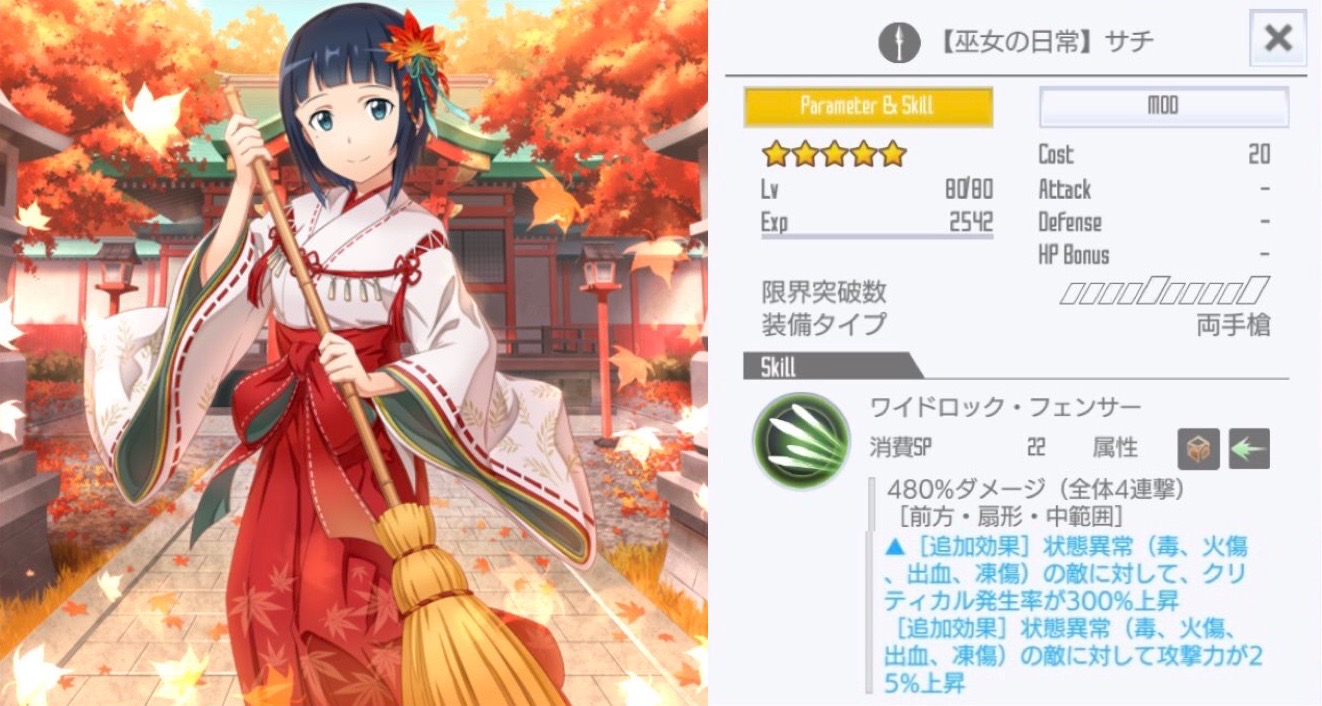 【巫女の日常】サチ
Parameter & Skill
MOD
Lv 80/80
Exp 2542
Cost 20
Attack -
Defense -
HP Bonus -
限界突破数
装備タイプ 両手槍
Skill
ワイドロック・フェンサー
消費SP 22 属性
480%ダメージ（全体4連撃）
［前方・扇形・中範囲］
▲［追加効果］状態異常（毒、火傷
、出血、凍傷）の敵に対して、クリ
ティカル発生率が300%上昇
［追加効果］状態異常（毒、火傷、
出血、凍傷）の敵に対して攻撃力が2
5%上昇